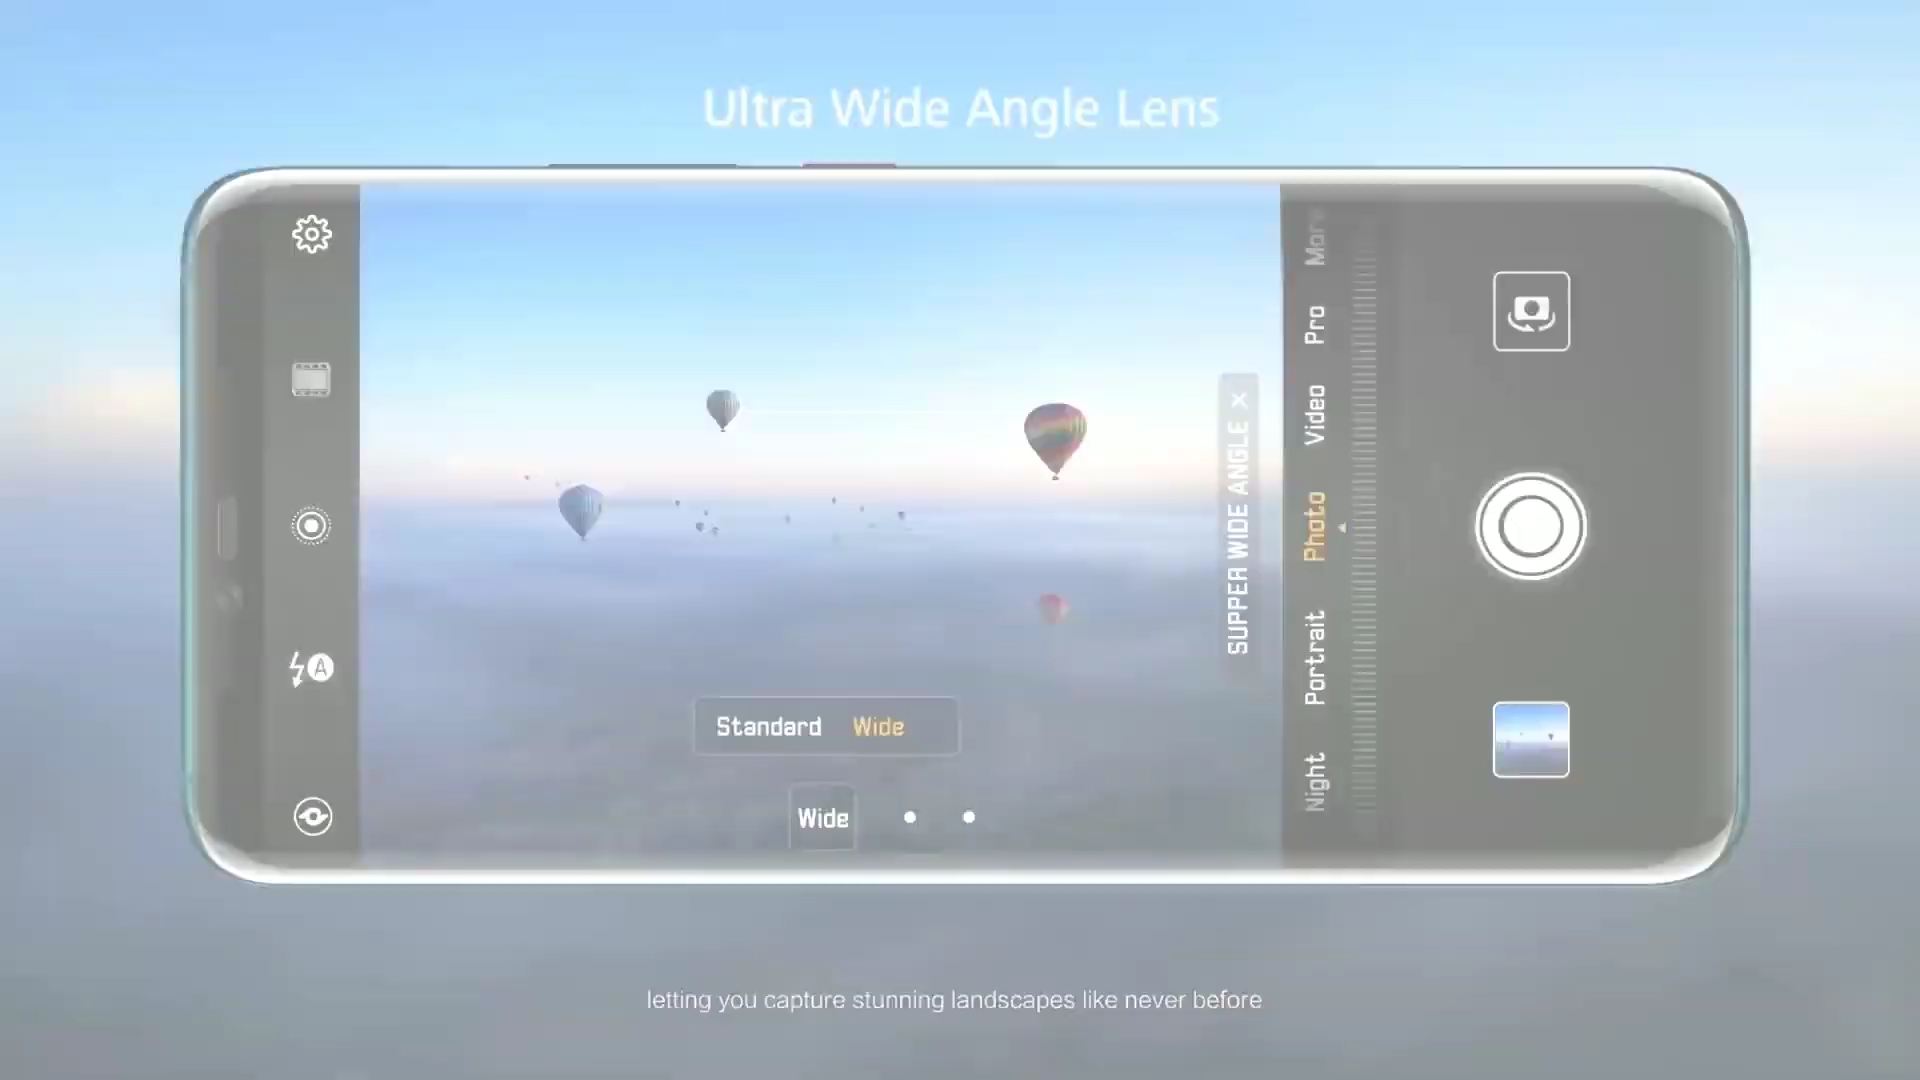 Ultra Wide Angle Lens
More
Pro
Video
Photo
Portrait
Night
SUPPER WIDE ANGLE ×
A
Standard Wide
Wide
letting you capture stunning landscapes like never before